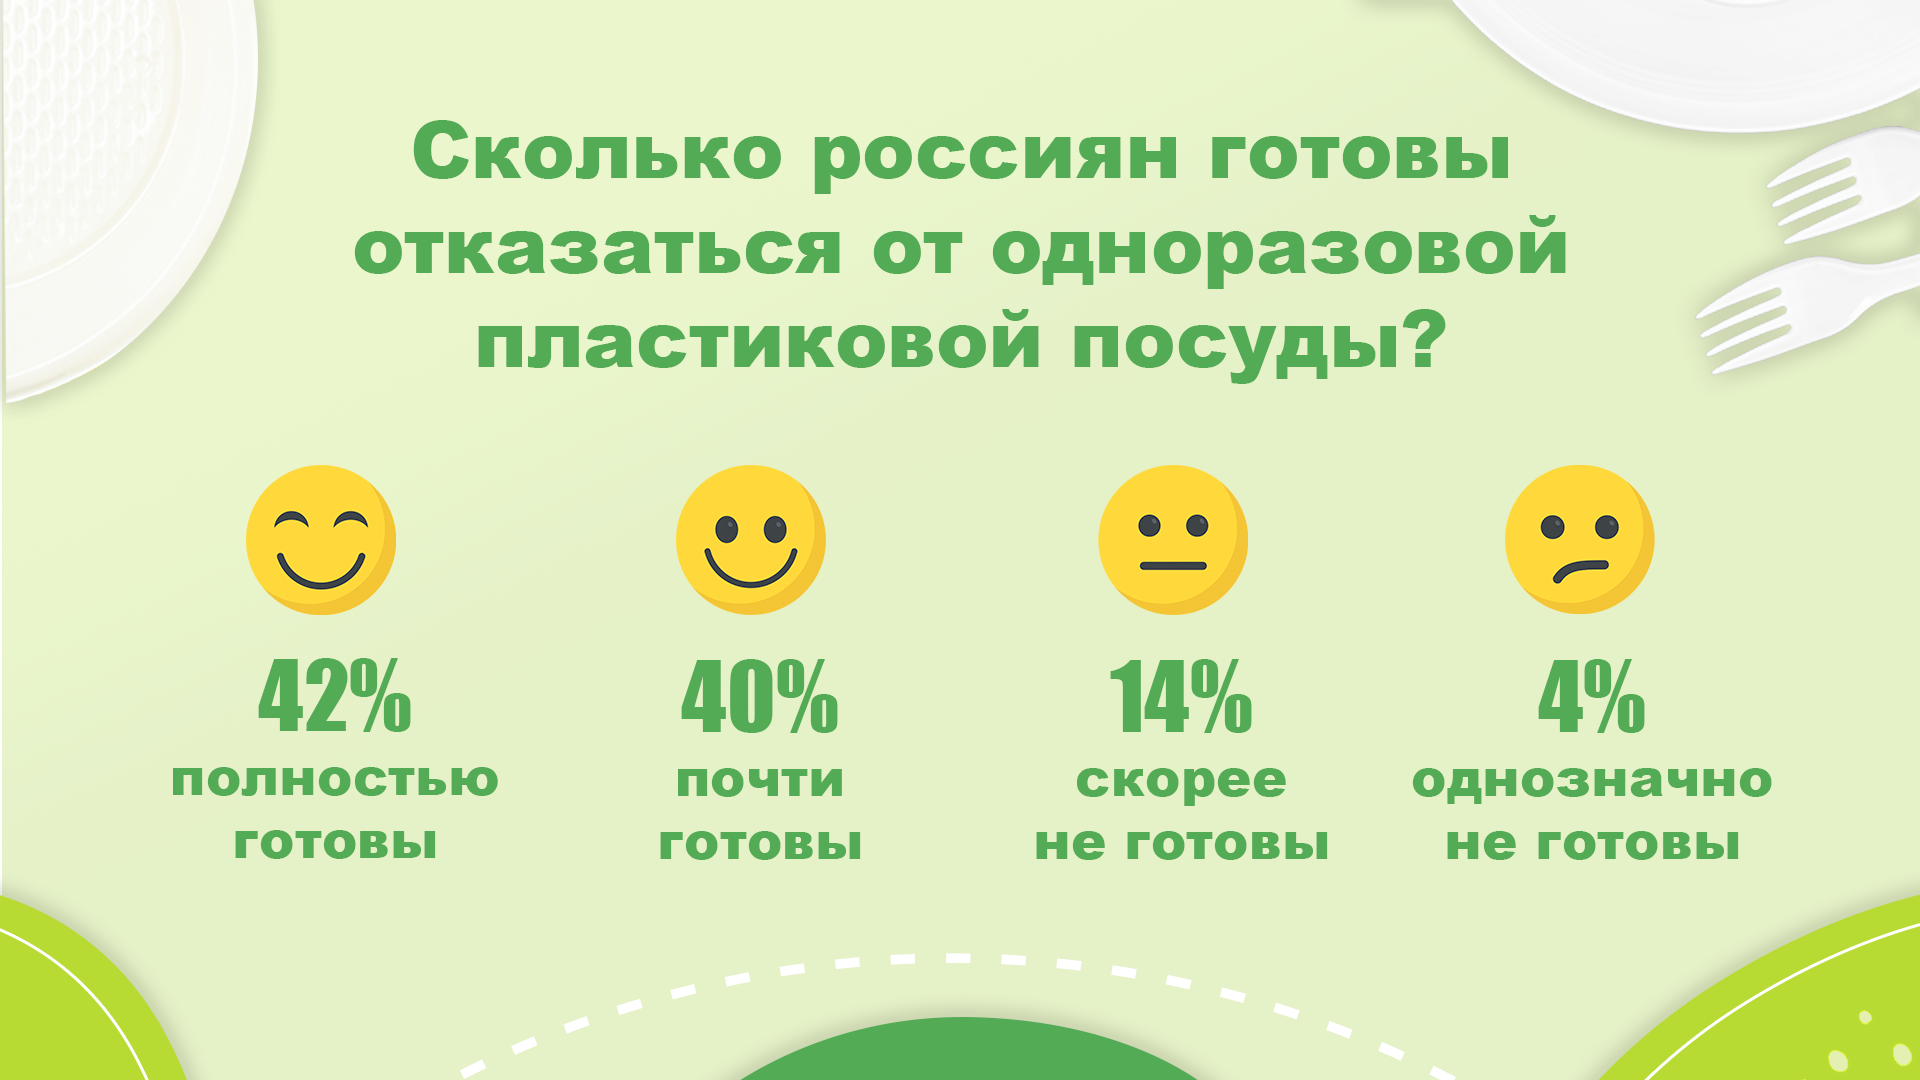 Сколько россиян готовы
отказаться от одноразовой
пластиковой посуды?
42%
полностью
готовы
40%
почти
готовы
14%
скорее
не готовы
4%
однозначно
не готовы